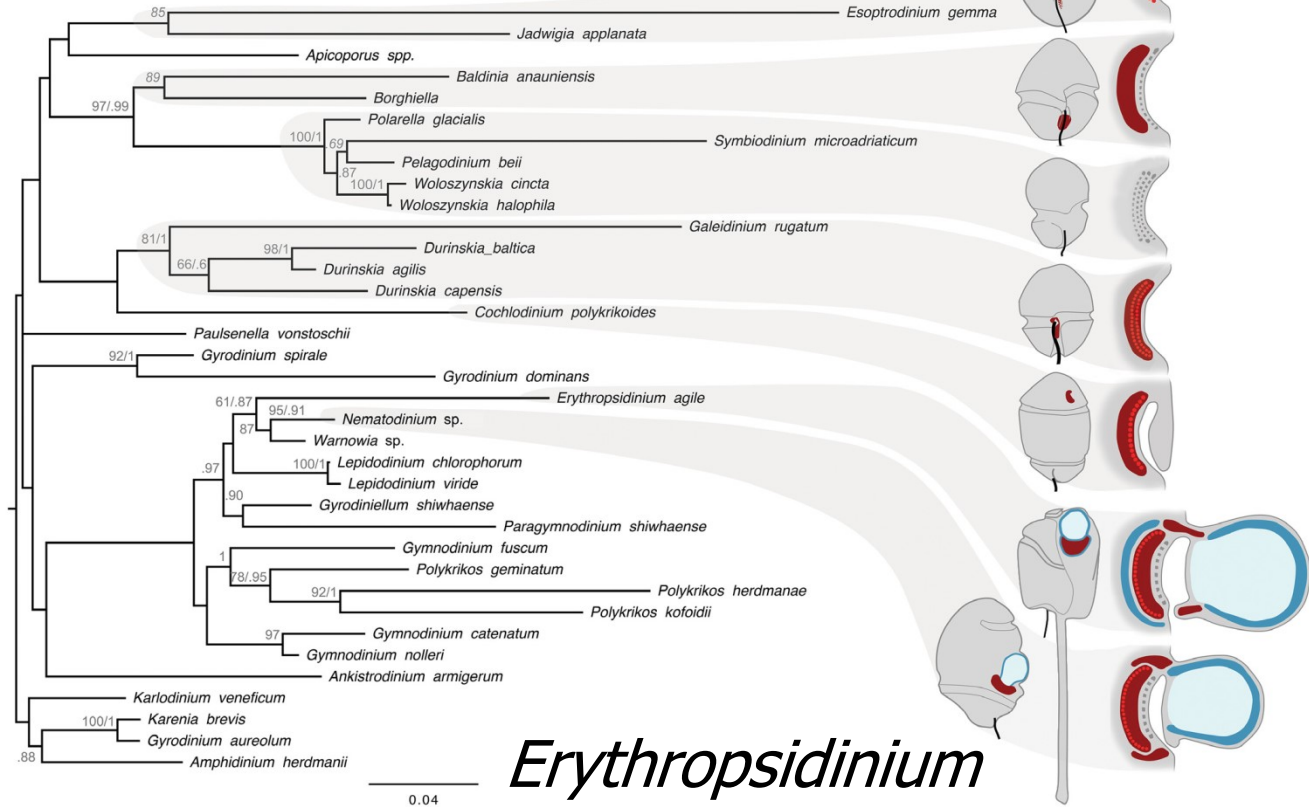 85
Esoptrodinium gemma
Jadwigia applanata
Apicoporus spp.
89
Baldinia anauniensis
97/.99
Borghiella
Polarella glacialis
100/1
.69
Symbiodinium microadriaticum
Pelagodinium beii
.87
100/1
Woloszynskia cincta
Woloszynskia halophila
Galeidinium rugatum
81/1
98/1
Durinskia_baltica
66/.6
Durinskia agilis
Durinskia capensis
Cochlodinium polykrikoides
Paulsenella vonstoschii
92/1
Gyrodinium spirale
Gyrodinium dominans
61/.87
Erythropsidinium agile
95/.91
Nematodinium sp.
87
Warnowia sp.
.97
100/1
Lepidodinium chlorophorum
Lepidodinium viride
.90
Gyrodiniellum shiwhaense
Paragymnodinium shiwhaense
1
Gymnodinium fuscum
78/.95
Polykrikos geminatum
92/1
Polykrikos herdmanae
Polykrikos kofoidii
97
Gymnodinium catenatum
Gymnodinium nolleri
Ankistrodinium armigerum
Karlodinium veneficum
100/1
Karenia brevis
Gyrodinium aureolum
.88
Amphidinium herdmanii
0.04
Erythropsidinium